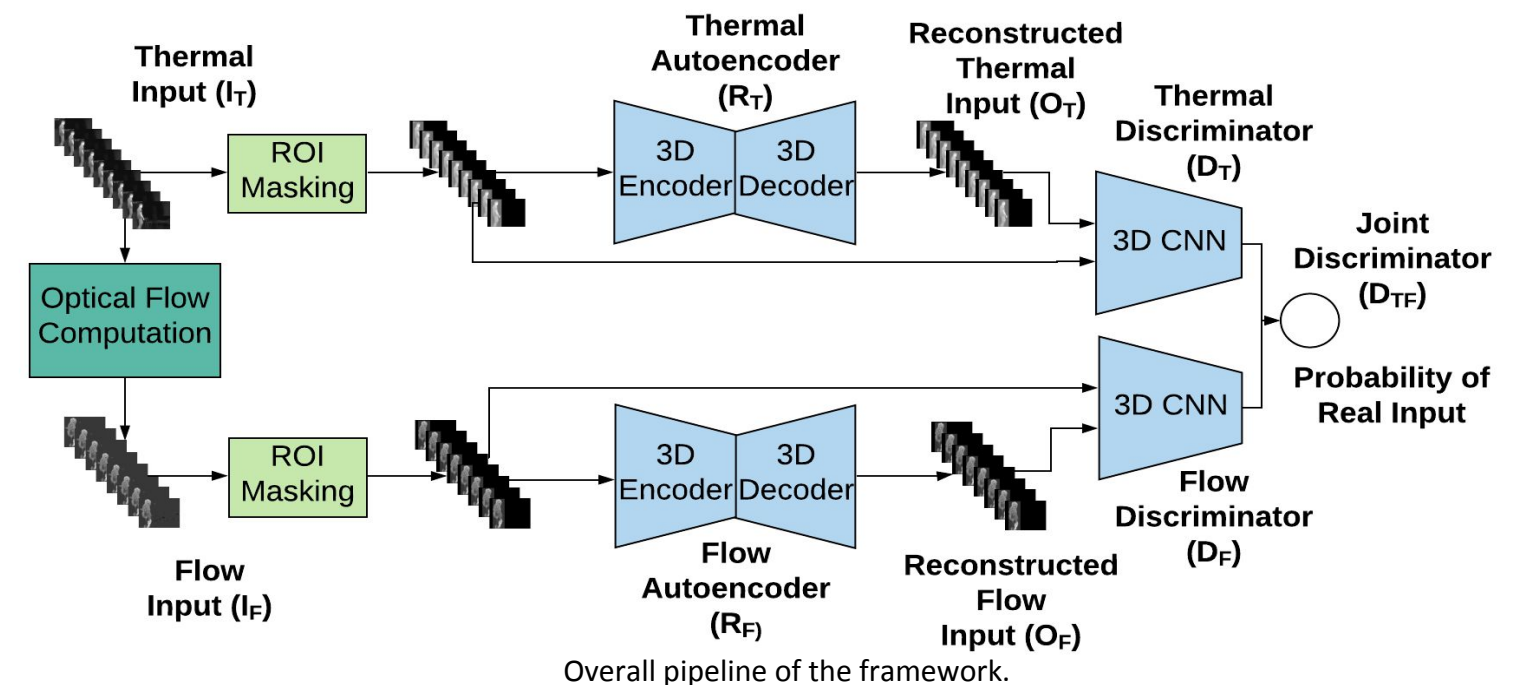 Thermal
Input (I_T)
ROI
Masking
Thermal
Autoencoder
(R_T)
3D
Encoder
3D
Decoder
Reconstructed
Thermal
Input (O_T)
Thermal
Discriminator
(D_T)
3D CNN
Joint
Discriminator
(D_TF)
Optical Flow
Computation
Probability of
Real Input
Flow
Input (I_F)
ROI
Masking
3D
Encoder
3D
Decoder
Flow
Autoencoder
(R_F)
Reconstructed
Flow
Input (O_F)
3D CNN
Flow
Discriminator
(D_F)
Overall pipeline of the framework.